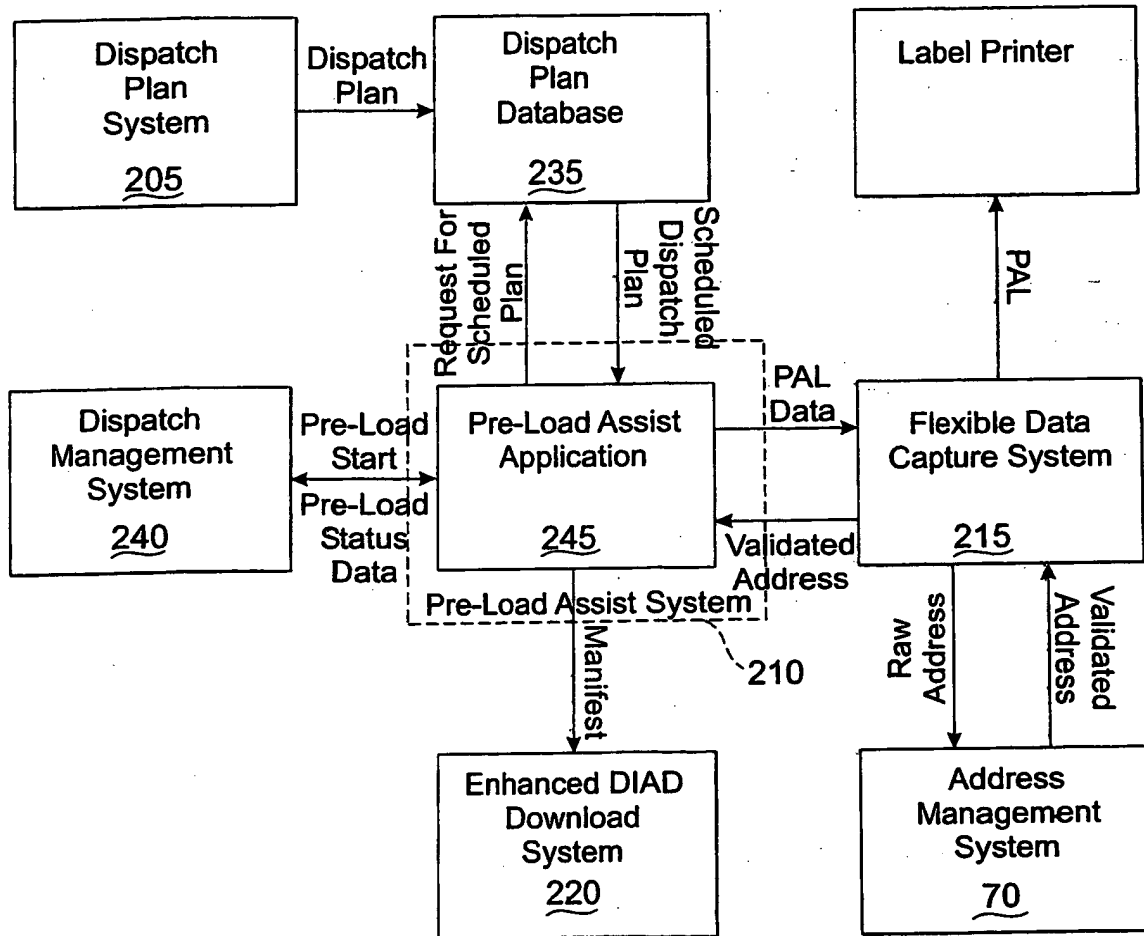 Dispatch
Plan
System
205
Dispatch
Plan
Dispatch
Plan
Database
235
Label Printer
Request For
Scheduled
Plan
Scheduled
Dispatch
Plan
PAL
Dispatch
Management
System
240
Pre-Load
Start
Pre-Load
Status
Data
Pre-Load Assist
Application
245
Pre-Load Assist System
210
PAL
Data
Validated
Address
Flexible Data
Capture System
215
Manifest
Raw
Address
Validated
Address
Enhanced DIAD
Download
System
220
Address
Management
System
70